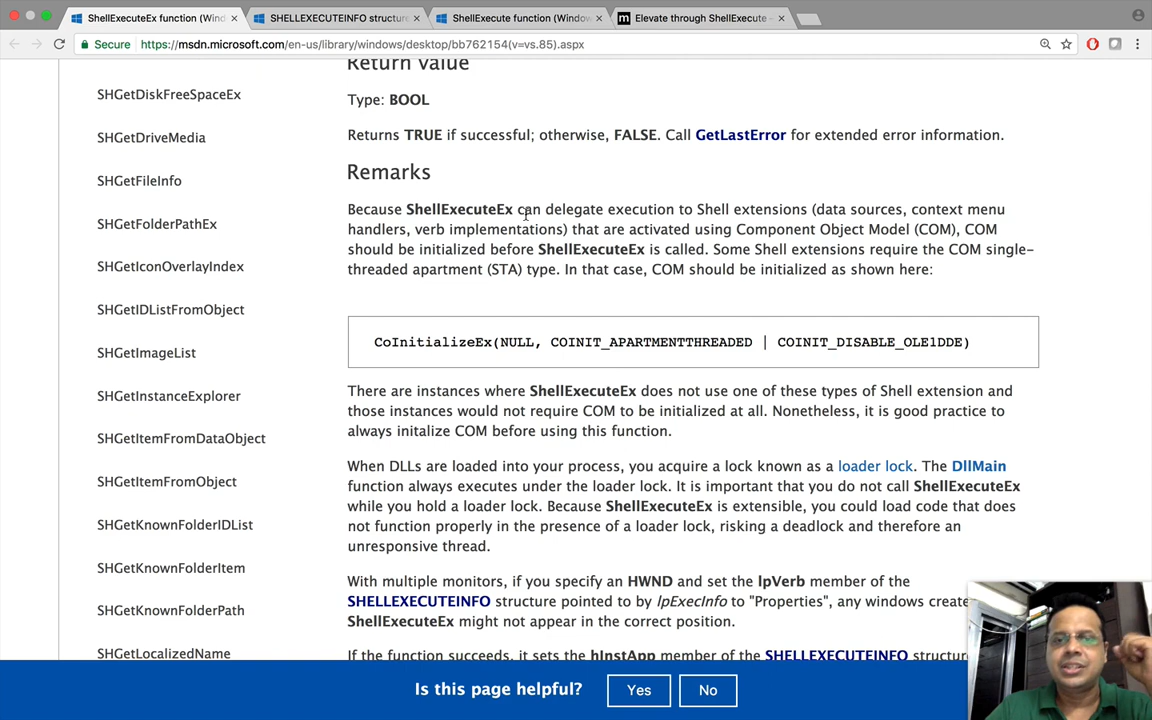 ShellExecuteEx function (Wind
SHELLEXECUTEINFO structure
ShellExecute function (Window
Elevate through ShellExecute –
Secure https://msdn.microsoft.com/en-us/library/windows/desktop/bb762154(v=vs.85).aspx
SHGetDiskFreeSpaceEx
SHGetDriveMedia
SHGetFileInfo
SHGetFolderPathEx
SHGetIconOverlayIndex
SHGetIDListFromObject
SHGetImageList
SHGetInstanceExplorer
SHGetItemFromDataObject
SHGetItemFromObject
SHGetKnownFolderIDList
SHGetKnownFolderItem
SHGetKnownFolderPath
SHGetLocalizedName
Return value
Type: BOOL
Returns TRUE if successful; otherwise, FALSE. Call GetLastError for extended error information.
Remarks
Because ShellExecuteEx can delegate execution to Shell extensions (data sources, context menu
handlers, verb implementations) that are activated using Component Object Model (COM), COM
should be initialized before ShellExecuteEx is called. Some Shell extensions require the COM single-
threaded apartment (STA) type. In that case, COM should be initialized as shown here:
CoInitializeEx(NULL, COINIT_APARTMENTTHREADED | COINIT_DISABLE_OLE1DDE)
There are instances where ShellExecuteEx does not use one of these types of Shell extension and
those instances would not require COM to be initialized at all. Nonetheless, it is good practice to
always initalize COM before using this function.
When DLLs are loaded into your process, you acquire a lock known as a loader lock. The DllMain
function always executes under the loader lock. It is important that you do not call ShellExecuteEx
while you hold a loader lock. Because ShellExecuteEx is extensible, you could load code that does
not function properly in the presence of a loader lock, risking a deadlock and therefore an
unresponsive thread.
With multiple monitors, if you specify an HWND and set the lpVerb member of the
SHELLEXECUTEINFO structure pointed to by lpExecInfo to "Properties", any windows create
ShellExecuteEx might not appear in the correct position.
If the function succeeds, it sets the hInstApp member of the SHELLEXECUTEINFO structur
Is this page helpful? Yes No